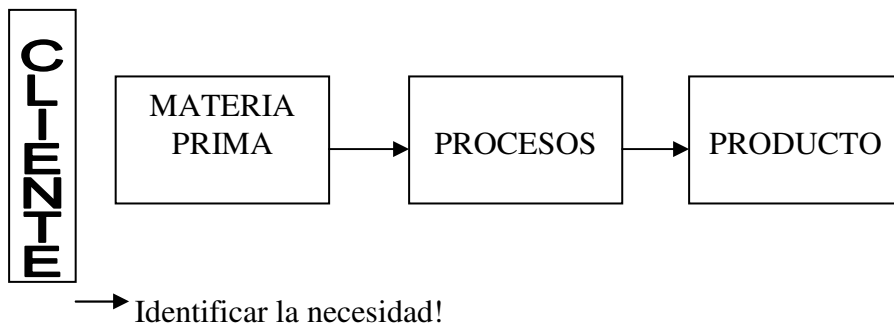 CLIENTE
MATERIA
PRIMA
PROCESOS
PRODUCTO
Identificar la necesidad!